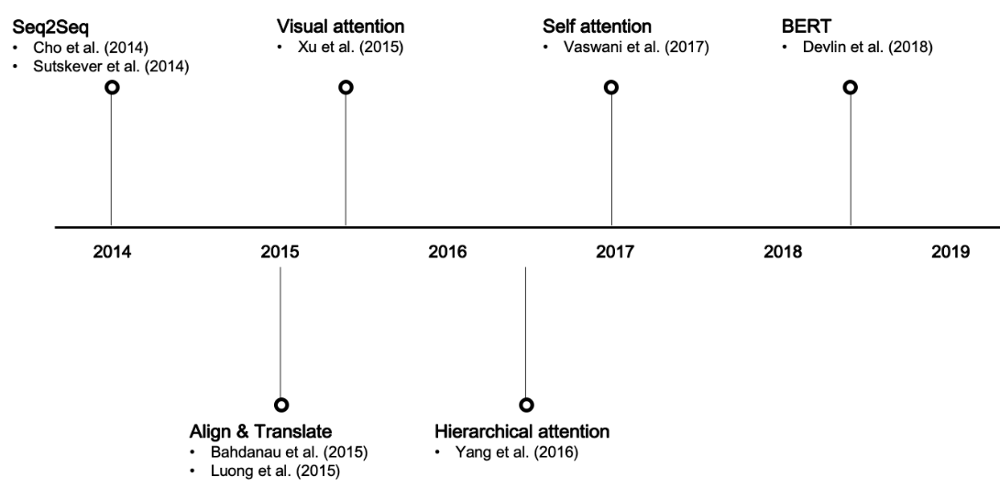 Seq2Seq
• Cho et al. (2014)
• Sutskever et al. (2014)
Visual attention
• Xu et al. (2015)
Self attention
• Vaswani et al. (2017)
BERT
• Devlin et al. (2018)
2014 2015 2016 2017 2018 2019
Align & Translate
• Bahdanau et al. (2015)
• Luong et al. (2015)
Hierarchical attention
• Yang et al. (2016)